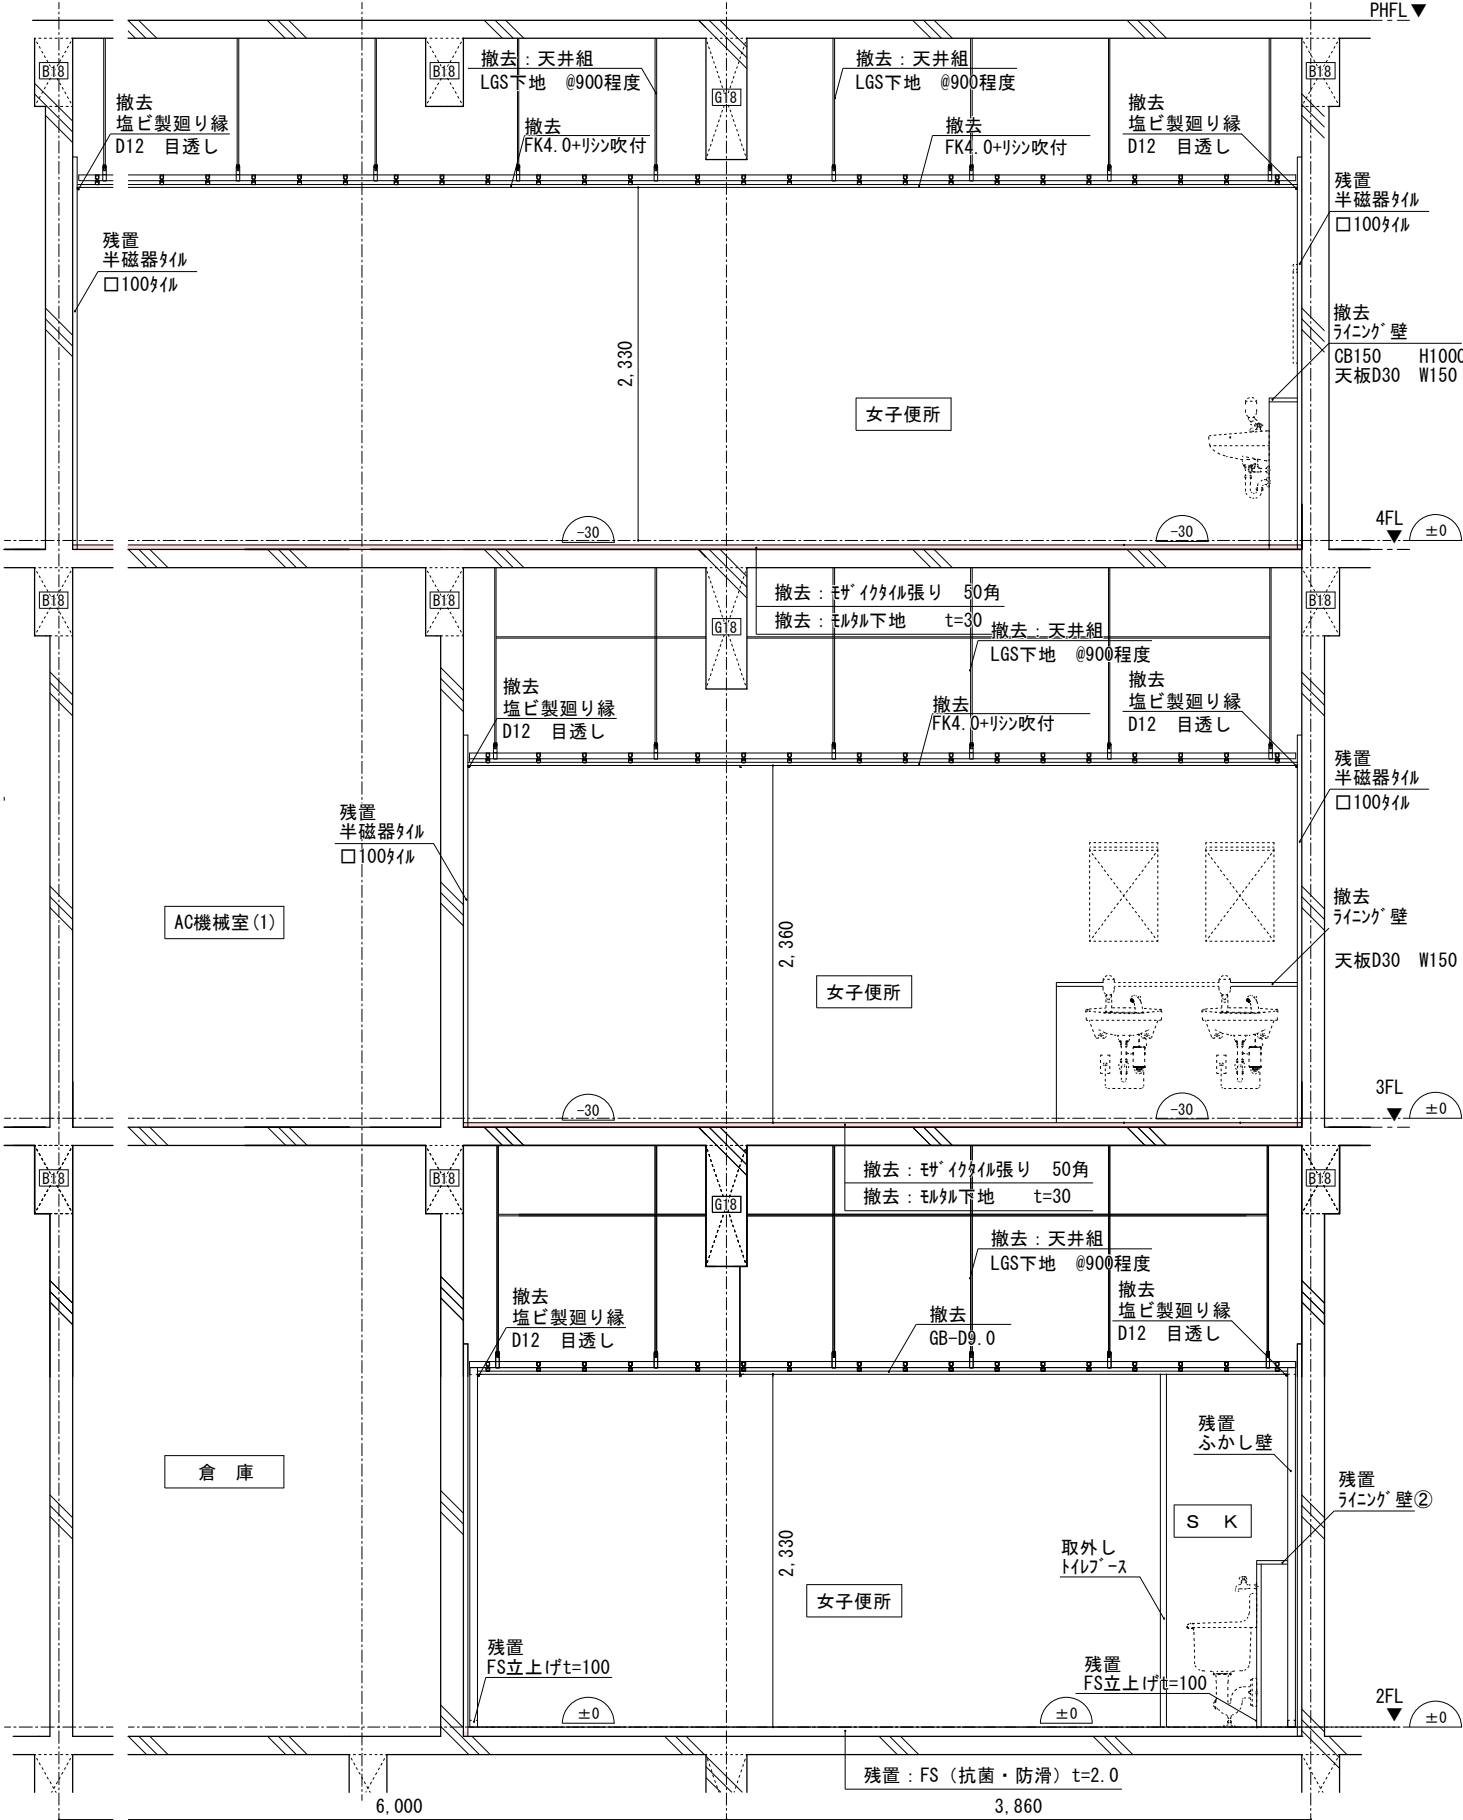 PHFL▼
B18
B18
G18
B18
撤去：天井組
LGS下地　@900程度
撤去：天井組
LGS下地　@900程度
撤去
塩ビ製廻り縁
D12　目透し
撤去
FK4.0+ﾘｼﾝ吹付
撤去
FK4.0+ﾘｼﾝ吹付
撤去
塩ビ製廻り縁
D12　目透し
残置
半磁器ﾀｲﾙ
□100ﾀｲﾙ
残置
半磁器ﾀｲﾙ
□100ﾀｲﾙ
撤去
ﾗｲﾆﾝｸﾞ壁
CB150　H1000
天板D30　W150
2,330
女子便所
-30
-30
4FL
▼
±0
B18
B18
G18
B18
撤去：ﾓｻﾞｲｸﾀｲﾙ張り　50角
撤去：ﾓﾙﾀﾙ下地　t=30
撤去：天井組
LGS下地　@900程度
撤去
塩ビ製廻り縁
D12　目透し
撤去
FK4.0+ﾘｼﾝ吹付
撤去
塩ビ製廻り縁
D12　目透し
残置
半磁器ﾀｲﾙ
□100ﾀｲﾙ
残置
半磁器ﾀｲﾙ
□100ﾀｲﾙ
撤去
ﾗｲﾆﾝｸﾞ壁
天板D30　W150
AC機械室(1)
2,360
女子便所
-30
-30
3FL
▼
±0
B18
B18
G18
B18
撤去：ﾓｻﾞｲｸﾀｲﾙ張り　50角
撤去：ﾓﾙﾀﾙ下地　t=30
撤去：天井組
LGS下地　@900程度
撤去
塩ビ製廻り縁
D12　目透し
撤去
GB-D9.0
撤去
塩ビ製廻り縁
D12　目透し
残置
ふかし壁
残置
ﾗｲﾆﾝｸﾞ壁②
倉　庫
Ｓ　Ｋ
取外し
ﾄｲﾚﾌﾞｰｽ
2,330
女子便所
残置
FS立上げt=100
残置
FS立上げt=100
±0
±0
2FL
▼
±0
残置：FS（抗菌・防滑）t=2.0
6,000
3,860